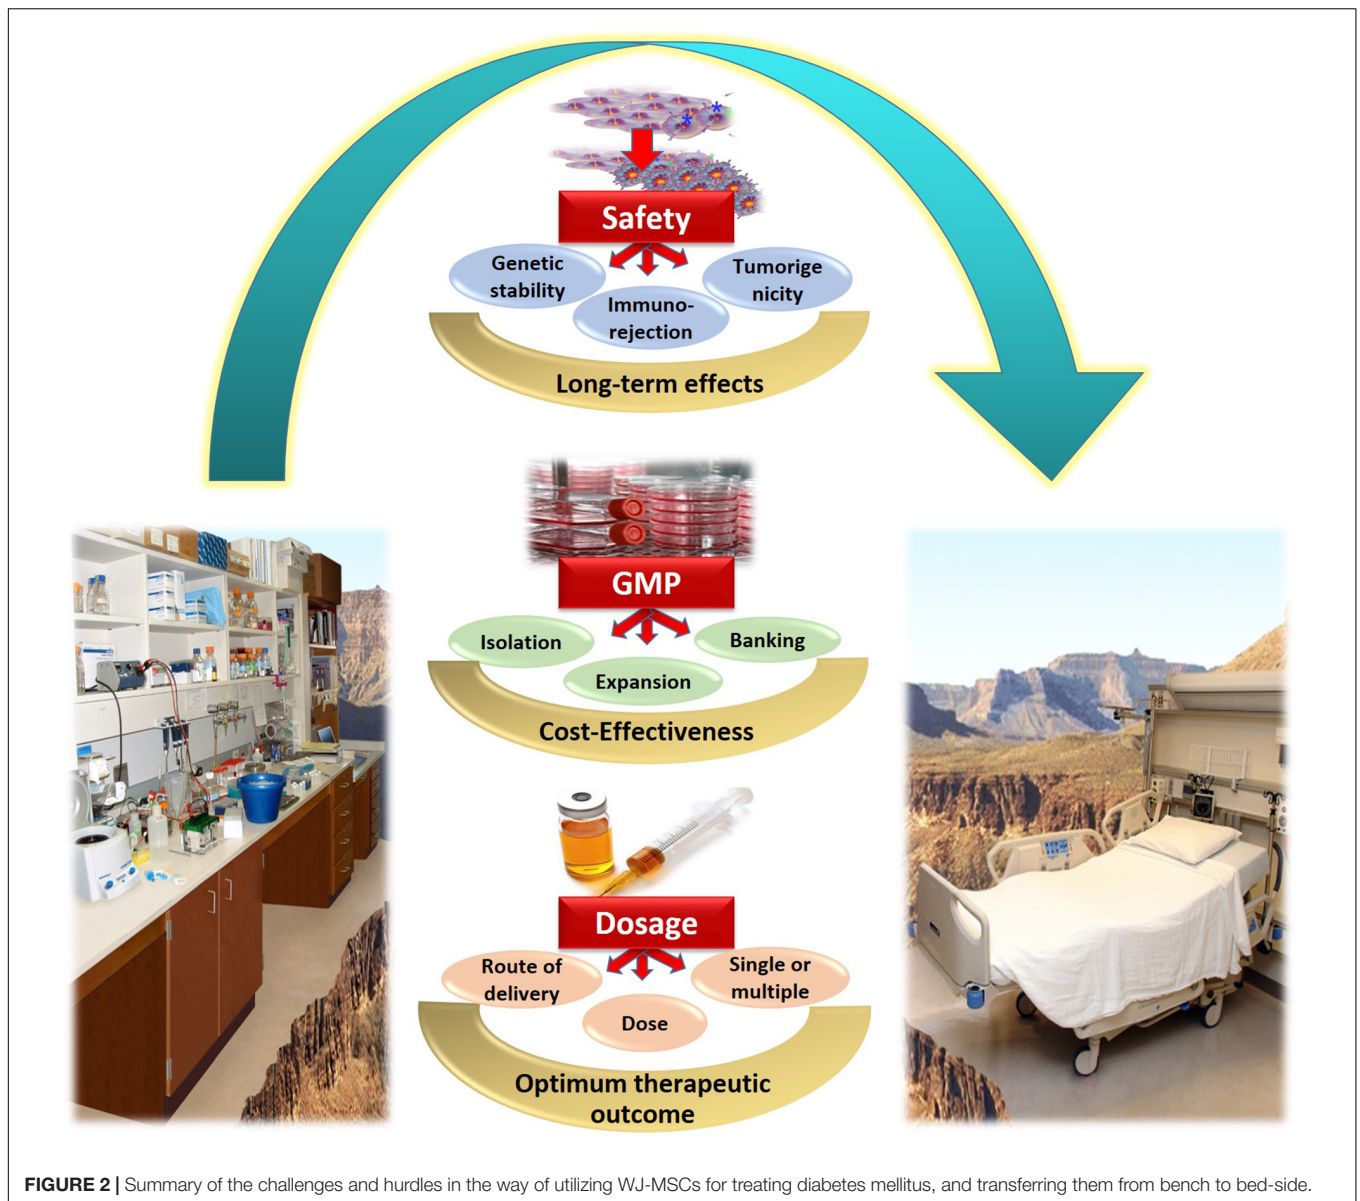 Safety
Genetic
stability
Immuno-
rejection
Tumorige
nicity
Long-term effects
GMP
Isolation
Expansion
Banking
Cost-Effectiveness
Dosage
Route of
delivery
Dose
Single or
multiple
Optimum therapeutic
outcome
FIGURE 2 | Summary of the challenges and hurdles in the way of utilizing WJ-MSCs for treating diabetes mellitus, and transferring them from bench to bed-side.